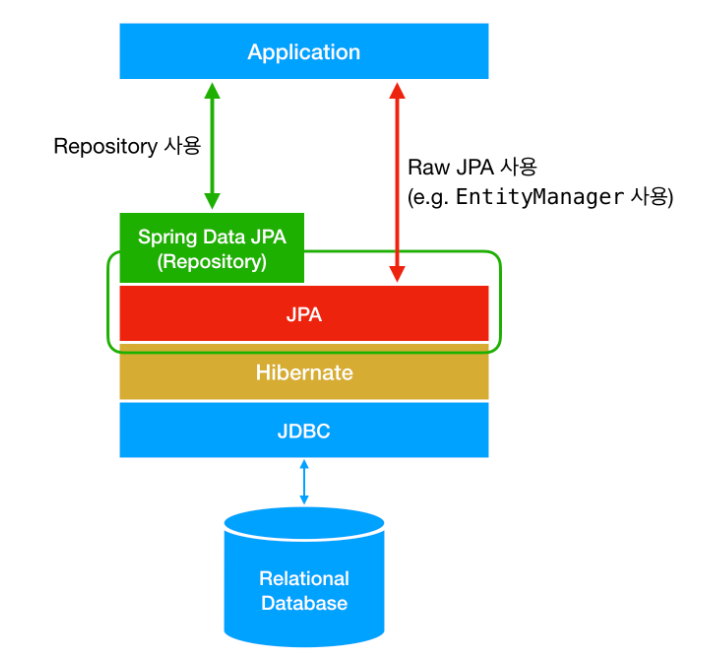 Application
Repository 사용
Raw JPA 사용
(e.g. EntityManager 사용)
Spring Data JPA
(Repository)
JPA
Hibernate
JDBC
Relational
Database